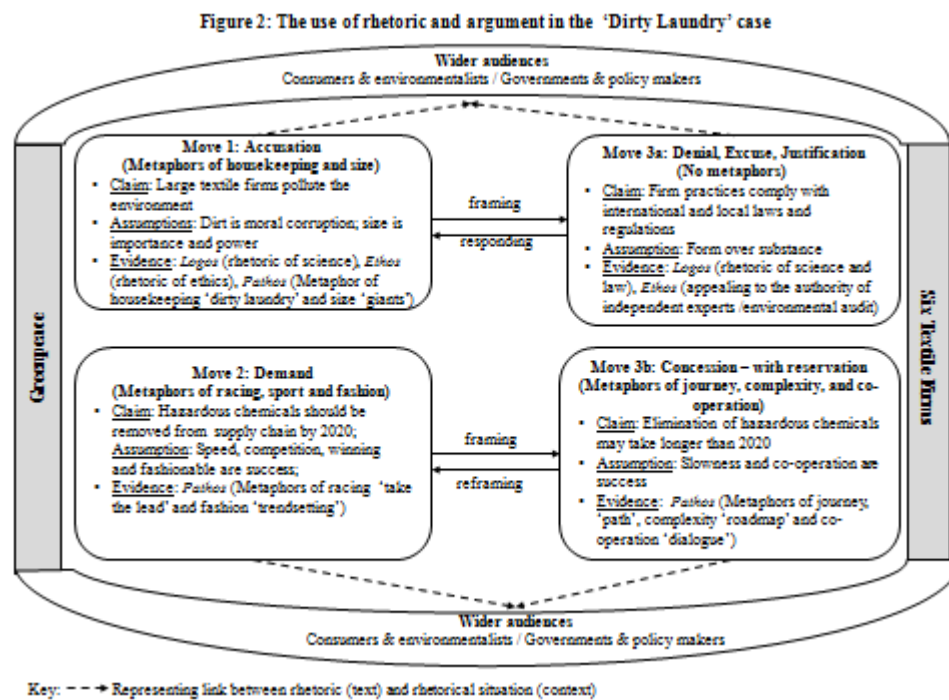 Figure 2: The use of rhetoric and argument in the ‘Dirty Laundry’ case
Wider audiences
Consumers & environmentalists / Governments & policy makers
Greenpeace
Move 1: Accusation
(Metaphors of housekeeping and size)
• Claim: Large textile firms pollute the
environment
• Assumptions: Dirt is moral corruption; size is
importance and power
• Evidence: Logos (rhetoric of science), Ethos
(rhetoric of ethics), Pathos (Metaphor of
housekeeping ‘dirty laundry’ and size ‘giants’)
framing
responding
Move 3a: Denial, Excuse, Justification
(No metaphors)
• Claim: Firm practices comply with
international and local laws and
regulations
• Assumption: Form over substance
• Evidence: Logos (rhetoric of science and
law), Ethos (appealing to the authority of
independent experts /environmental audit)
Six Textile Firms
Move 2: Demand
(Metaphors of racing, sport and fashion)
• Claim: Hazardous chemicals should be
removed from supply chain by 2020;
Assumption: Speed, competition, winning
and fashionable are success;
• Evidence: Pathos (Metaphors of racing ‘take
the lead’ and fashion ‘trendsetting’)
framing
reframing
Move 3b: Concession – with reservation
(Metaphors of journey, complexity, and co-
operation)
• Claim: Elimination of hazardous chemicals
may take longer than 2020
• Assumption: Slowness and co-operation are
success
• Evidence: Pathos (Metaphors of journey,
‘path’, complexity ‘roadmap’ and co-
operation ‘dialogue’)
Wider audiences
Consumers & environmentalists / Governments & policy makers
Key: Representing link between rhetoric (text) and rhetorical situation (context)